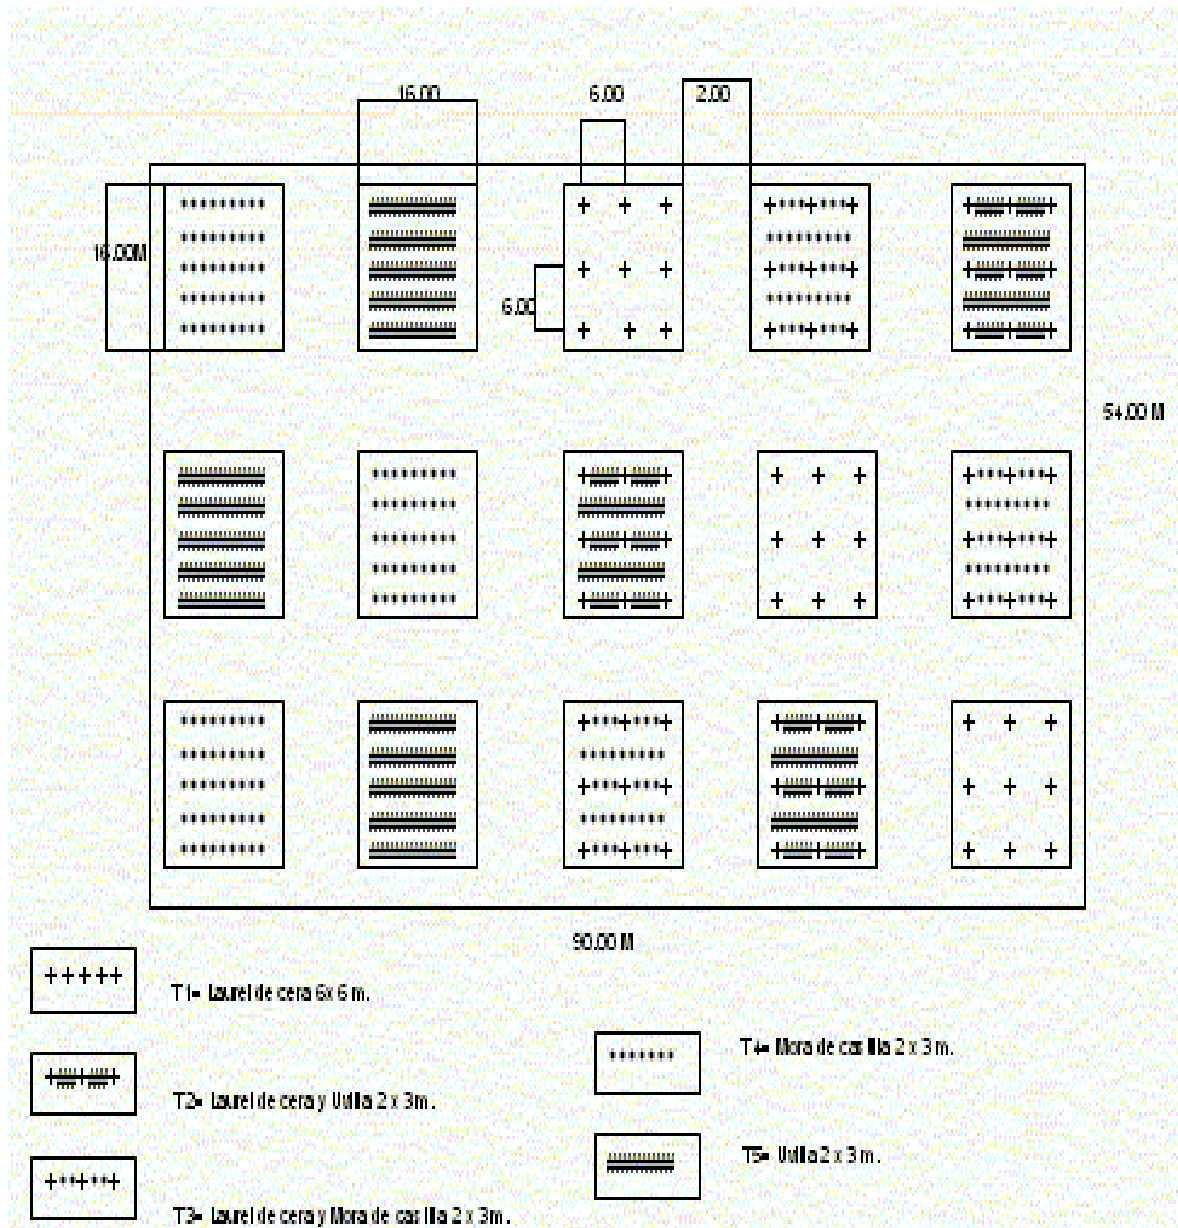 16.00 6.00 2.00
16.00M
6.00
54.00 M
90.00 M
T1= Laurel de cera 6x 6 m.
T4= Mora de castilla 2 x 3 m.
T2= Laurel de cera y Uvilla 2 x 3m.
T5= Uvilla 2 x 3 m.
T3= Laurel de cera y Mora de castilla 2 x 3m.